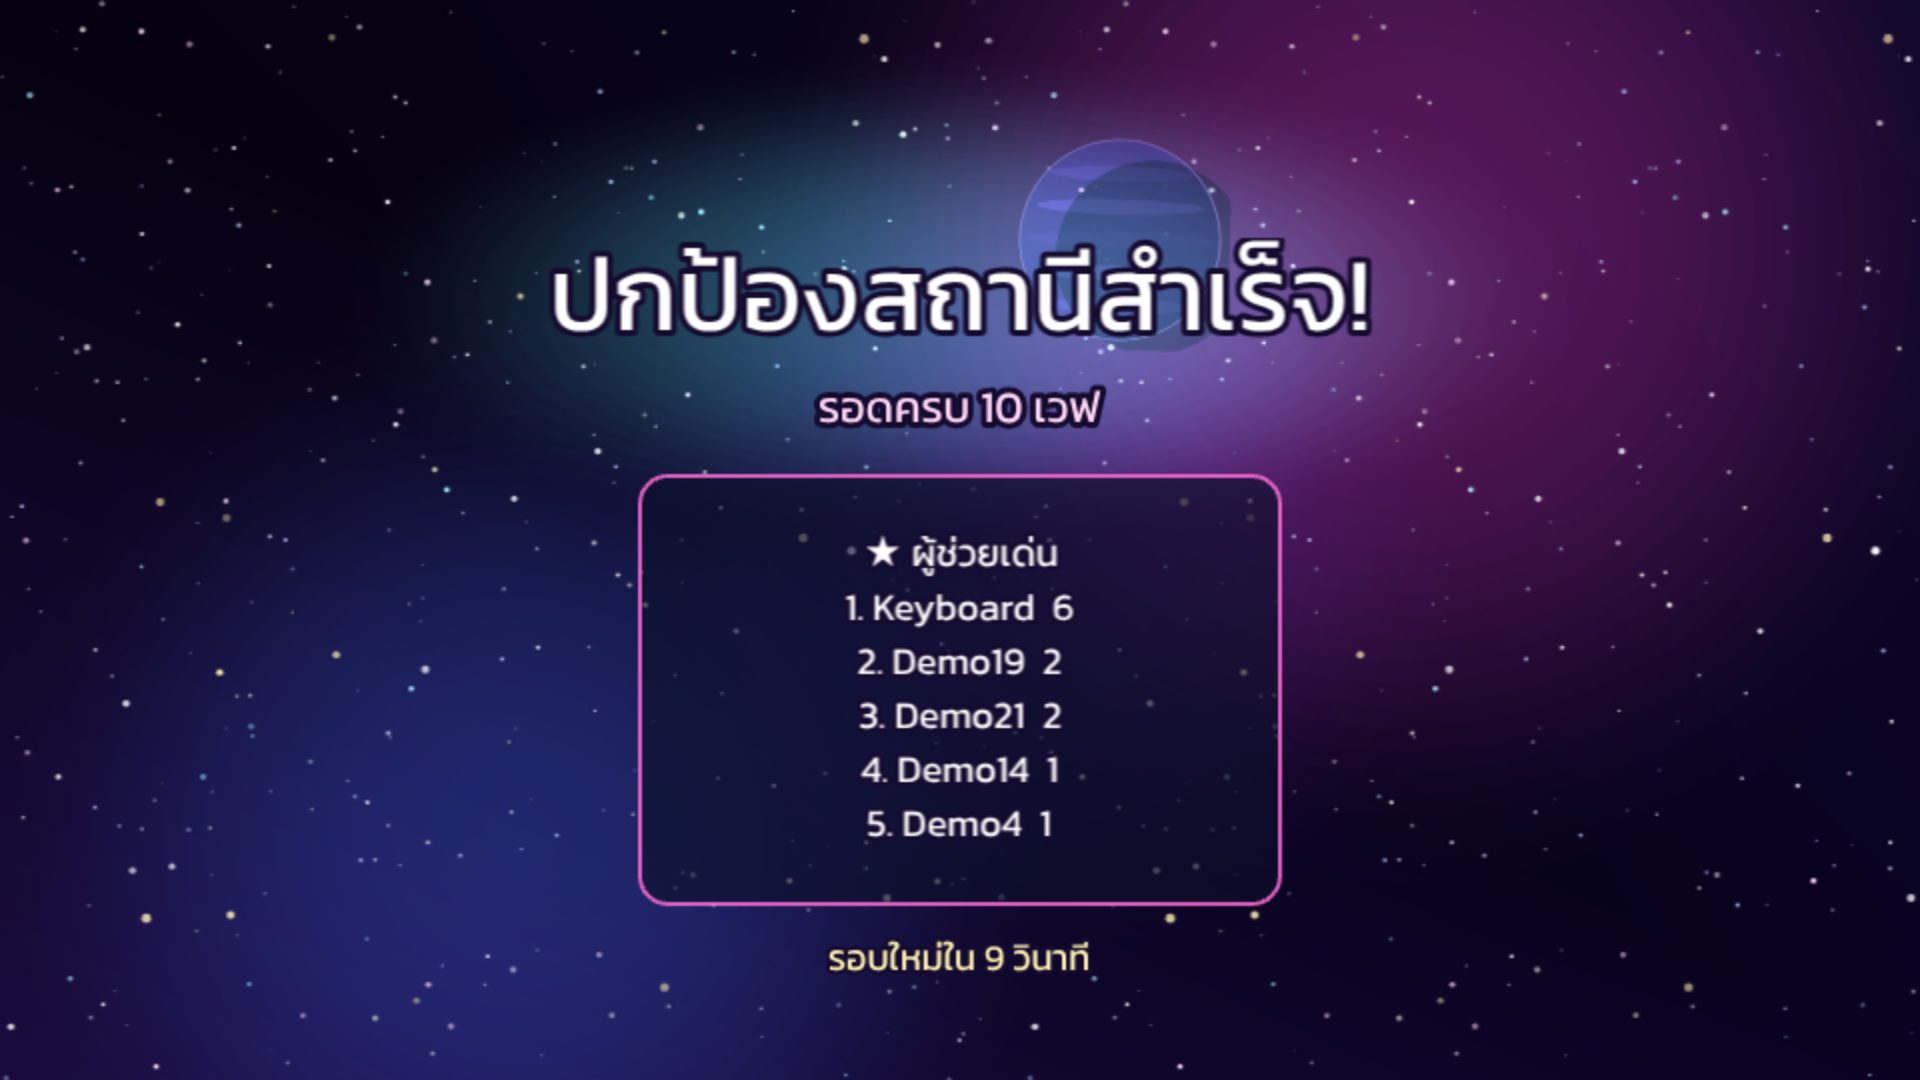 ปกป้องสถานีสำเร็จ!
รอดครบ 10 เวฟ
★ ผู้ช่วยเด่น
1. Keyboard 6
2. Demo19 2
3. Demo21 2
4. Demo14 1
5. Demo4 1
รอบใหม่ใน 9 วินาที